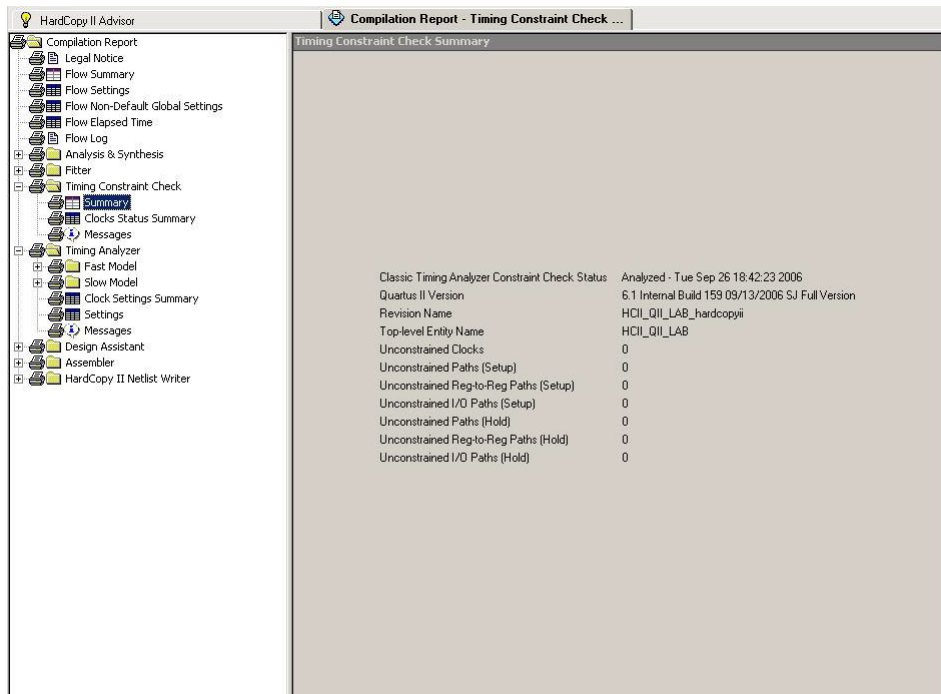 HardCopy II Advisor
Compilation Report - Timing Constraint Check ...
Compilation Report
Legal Notice
Flow Summary
Flow Settings
Flow Non-Default Global Settings
Flow Elapsed Time
Flow Log
Analysis & Synthesis
Fitter
Timing Constraint Check
Summary
Clocks Status Summary
Messages
Timing Analyzer
Fast Model
Slow Model
Clock Settings Summary
Settings
Messages
Design Assistant
Assembler
HardCopy II Netlist Writer
Timing Constraint Check Summary
Classic Timing Analyzer Constraint Check Status Analyzed - Tue Sep 26 18:42:23 2006
Quartus II Version 6.1 Internal Build 159 09/13/2006 SJ Full Version
Revision Name HCII_QII_LAB_hardcopyii
Top-level Entity Name HCII_QII_LAB
Unconstrained Clocks 0
Unconstrained Paths (Setup) 0
Unconstrained Reg-to-Reg Paths (Setup) 0
Unconstrained I/O Paths (Setup) 0
Unconstrained Paths (Hold) 0
Unconstrained Reg-to-Reg Paths (Hold) 0
Unconstrained I/O Paths (Hold) 0